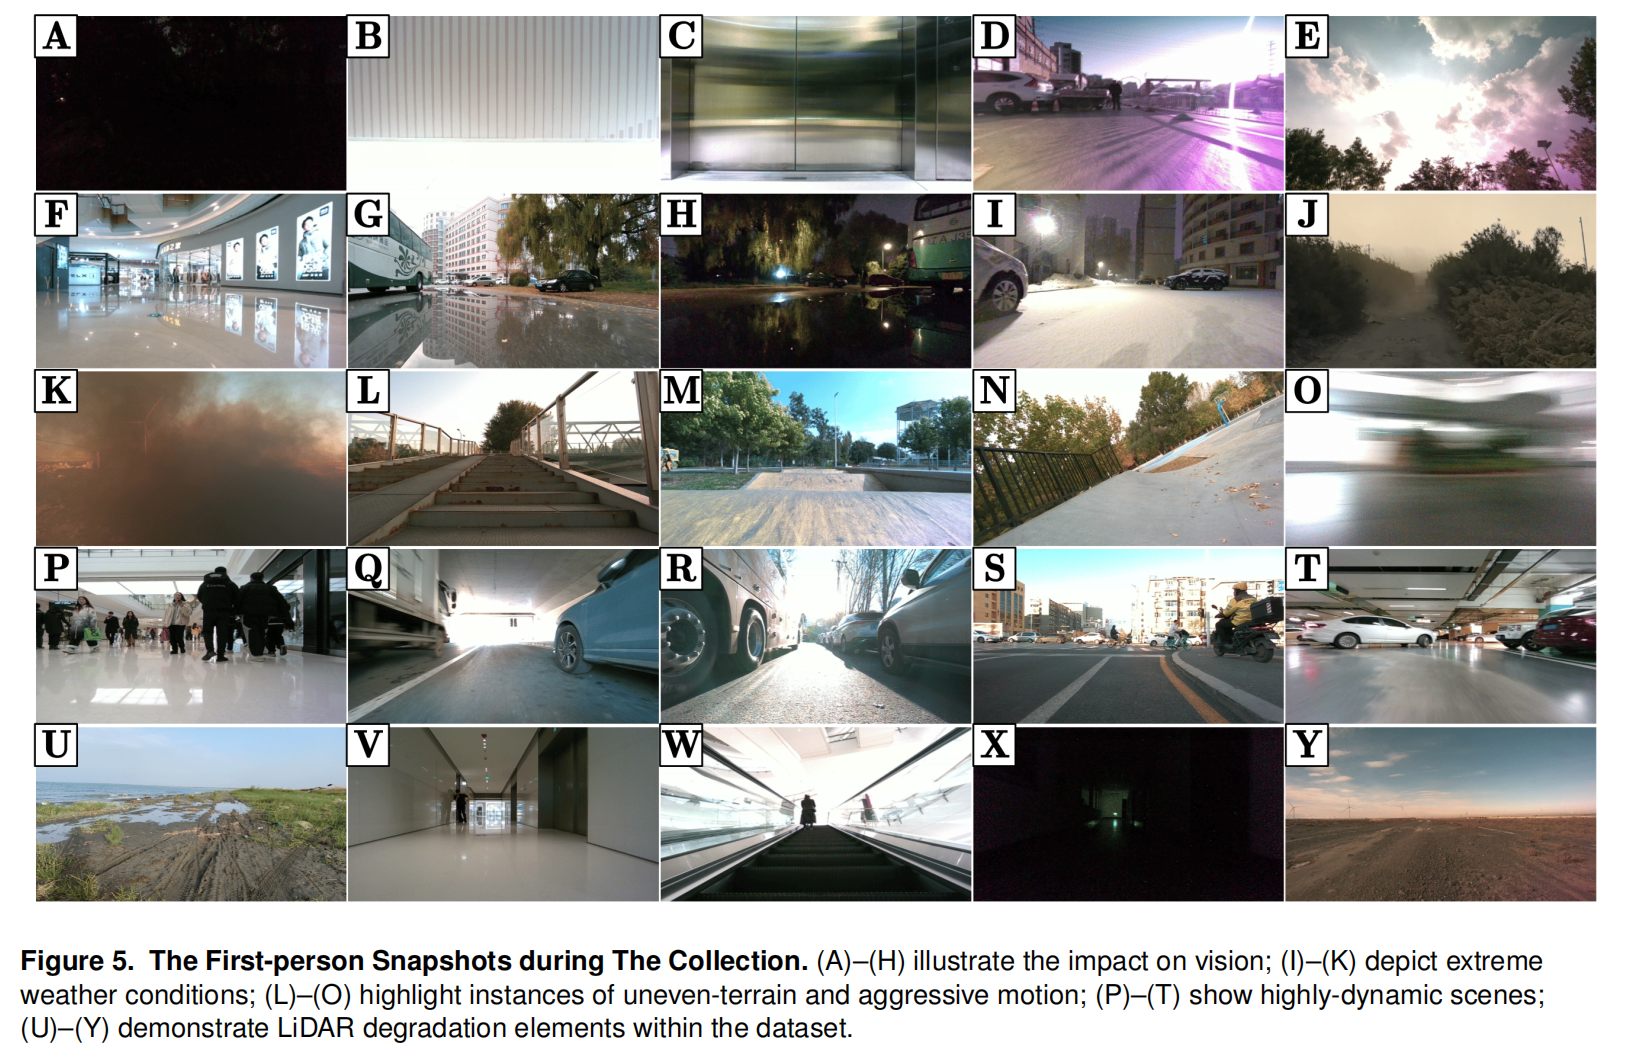 A
B
C
D
E
F
G
H
I
J
K
L
M
N
O
P
Q
R
S
T
U
V
W
X
Y
Figure 5. The First-person Snapshots during The Collection. (A)–(H) illustrate the impact on vision; (I)–(K) depict extreme
weather conditions; (L)–(O) highlight instances of uneven-terrain and aggressive motion; (P)–(T) show highly-dynamic scenes;
(U)–(Y) demonstrate LiDAR degradation elements within the dataset.